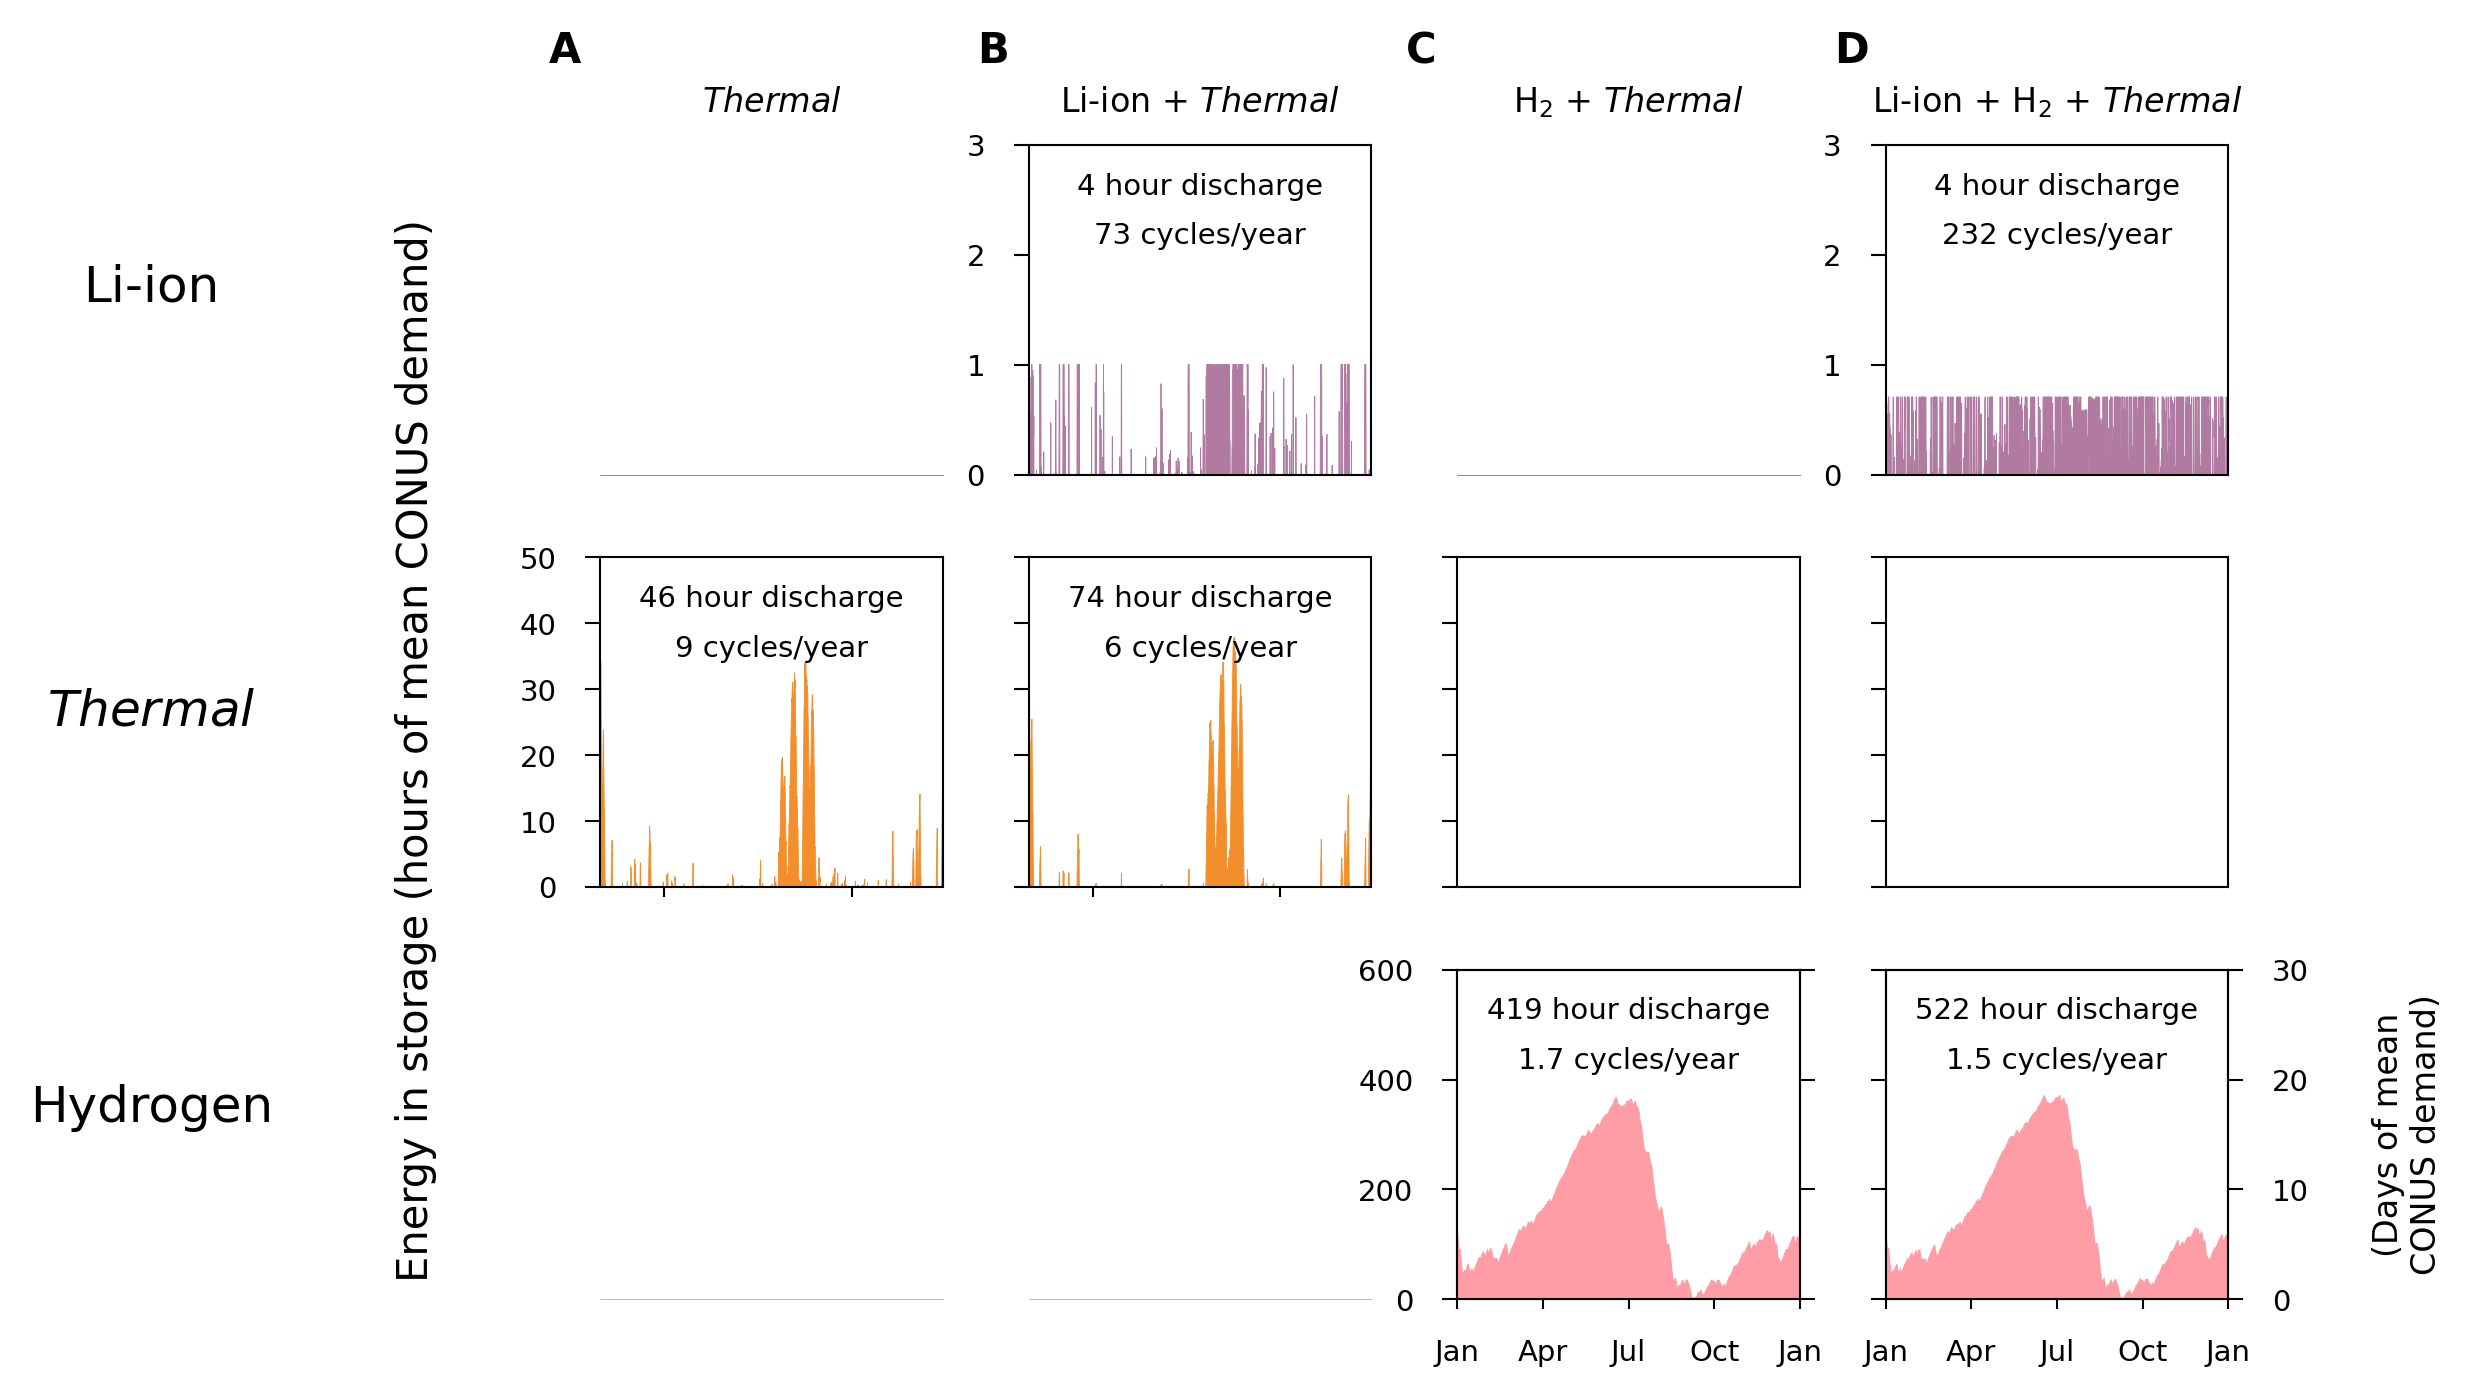 A
B
C
D
Thermal
Li-ion + Thermal
H₂ + Thermal
Li-ion + H₂ + Thermal
Li-ion
Energy in storage (hours of mean CONUS demand)
3
2
1
0
4 hour discharge
73 cycles/year
3
2
1
0
4 hour discharge
232 cycles/year
Thermal
50
40
30
20
10
0
46 hour discharge
9 cycles/year
74 hour discharge
6 cycles/year
Hydrogen
600
400
200
0
419 hour discharge
1.7 cycles/year
522 hour discharge
1.5 cycles/year
30
20
10
0
(Days of mean
CONUS demand)
Jan Apr Jul Oct Jan
Jan Apr Jul Oct Jan